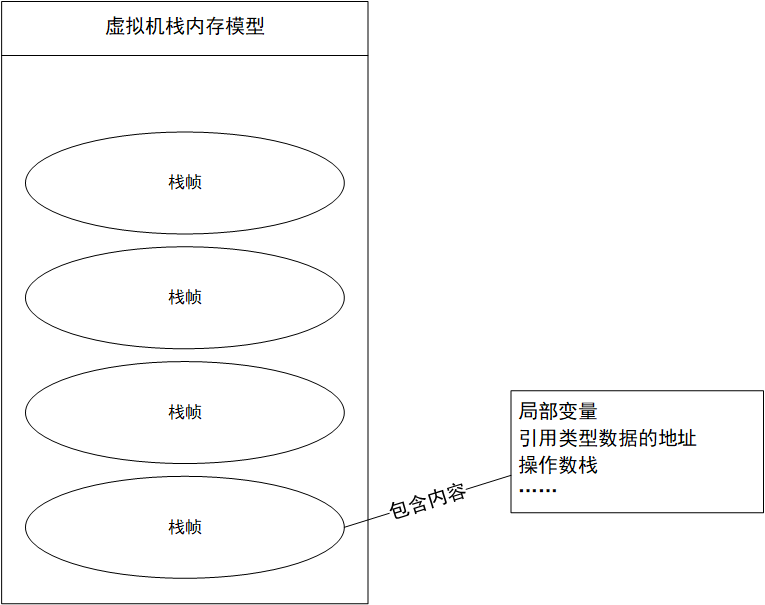 虚拟机栈内存模型
栈帧
栈帧
栈帧
栈帧
包含内容
局部变量
引用类型数据的地址
操作数栈
……